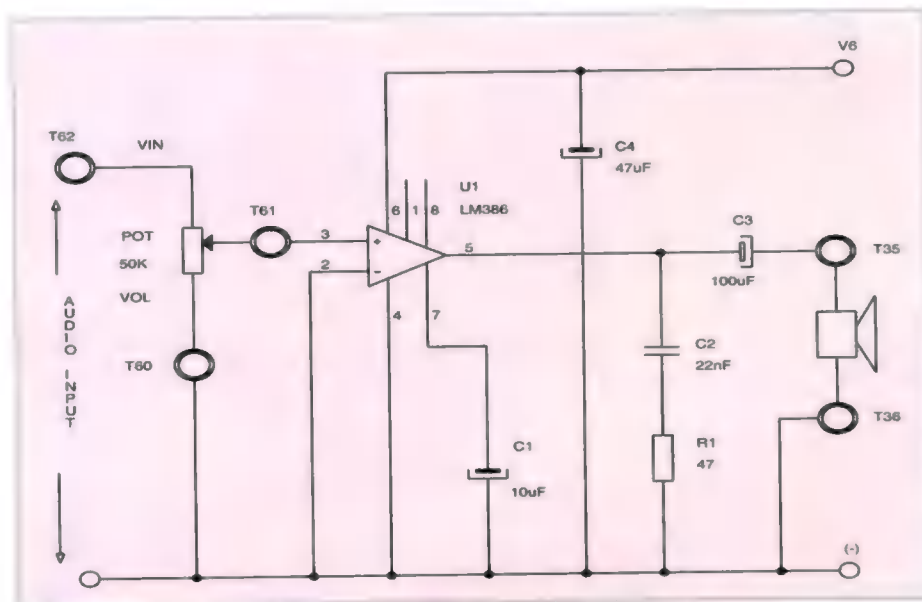 V6
T62
VIN
C4
47uF
U1
LM386
6
1
8
T61
C3
POT
50K
VOL
3
+
5
T35
2
-
100uF
4
7
C2
22nF
T60
T36
AUDIO INPUT
C1
10uF
R1
47
(-)